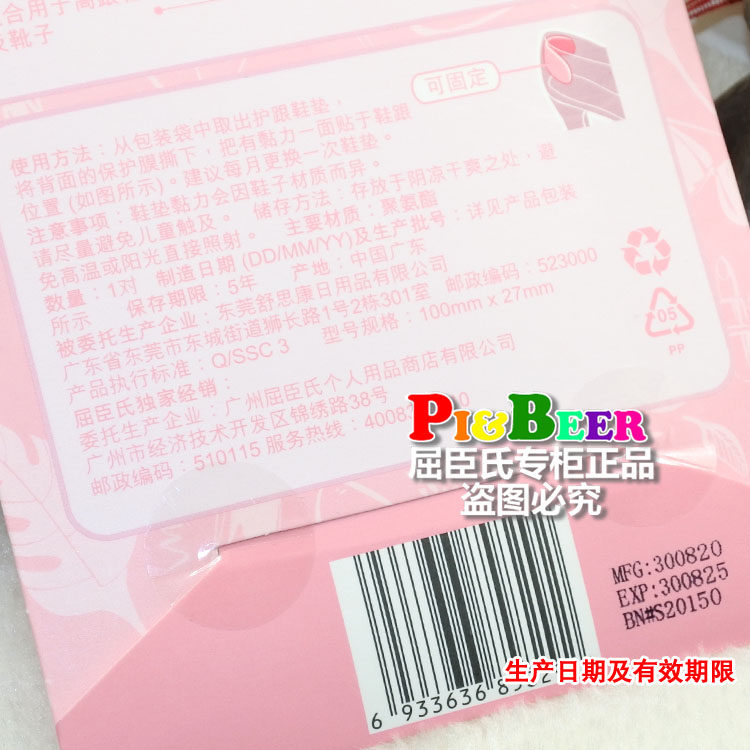 合用于高跟鞋
及靴子
可固定
使用方法：从包装袋中取出护跟鞋垫，
将背面的保护膜撕下，把有黏力一面贴于鞋跟
位置 (如图所示)。建议每月更换一次鞋垫。
注意事项：鞋垫黏力会因鞋子材质而异。
请尽量避免儿童触及。 储存方法：存放于阴凉干爽之处，避
免高温或阳光直接照射。 主要材质：聚氨酯
数量：1对 制造日期 (DD/MM/YY)及生产批号：详见产品包装
所示 保存期限：5年 产地：中国广东
被委托生产企业：东莞舒思康日用品有限公司
广东省东莞市东城街道狮长路1号2栋301室 邮政编码：523000
产品执行标准：Q/SSC 3 型号规格：100mm x 27mm
屈臣氏独家经销：
委托生产企业：广州屈臣氏个人用品商店有限公司
广州市经济技术开发区锦绣路38号
邮政编码：510115 服务热线：4008
05
PP
PI&BEER
屈臣氏专柜正品
盗图必究
MFG:300820
EXP:300825
BN#S20150
生产日期及有效期限
6 933636